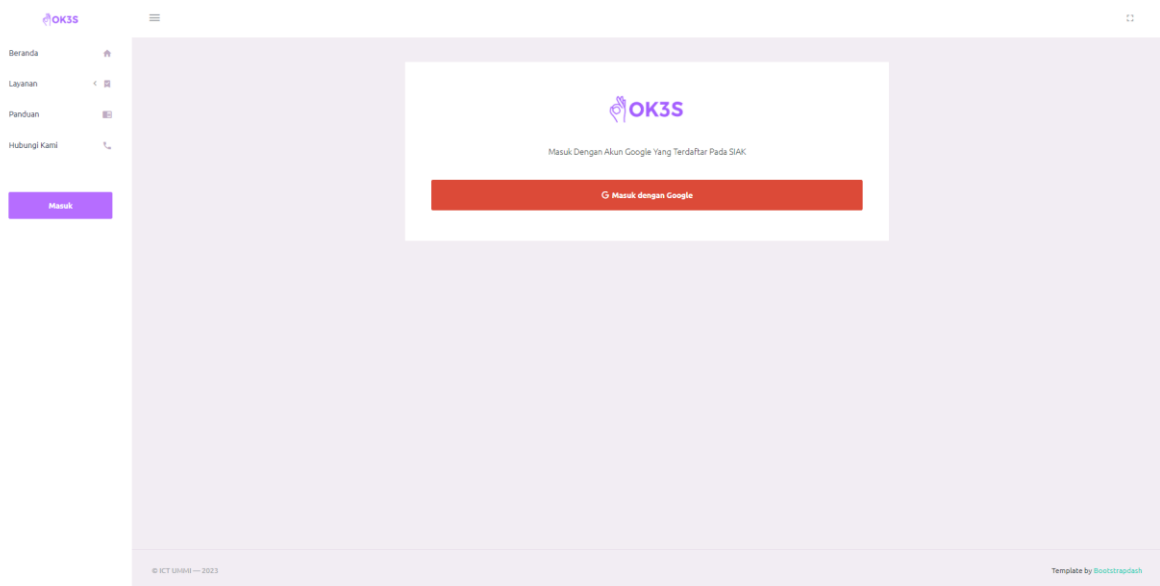 OK3S
Beranda
Layanan
Panduan
Hubungi Kami
Masuk
OK3S
Masuk Dengan Akun Google Yang Terdaftar Pada SIAK
G Masuk dengan Google
© ICT UMMI — 2023
Template by Bootstrapdash